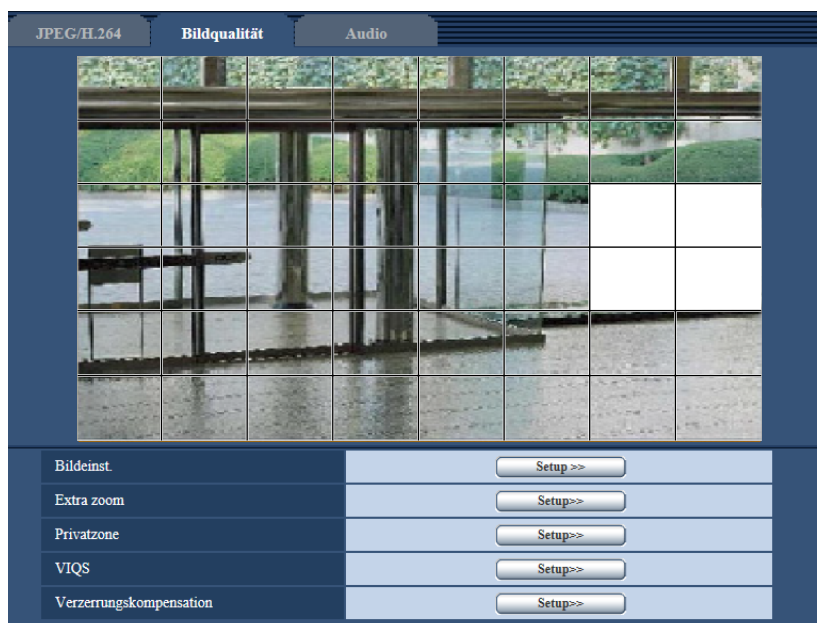 JPEG/H.264 Bildqualität Audio
Bildeinst. Setup >>
Extra zoom Setup>>
Privatzone Setup>>
VIQS Setup>>
Verzerrungskompensation Setup>>